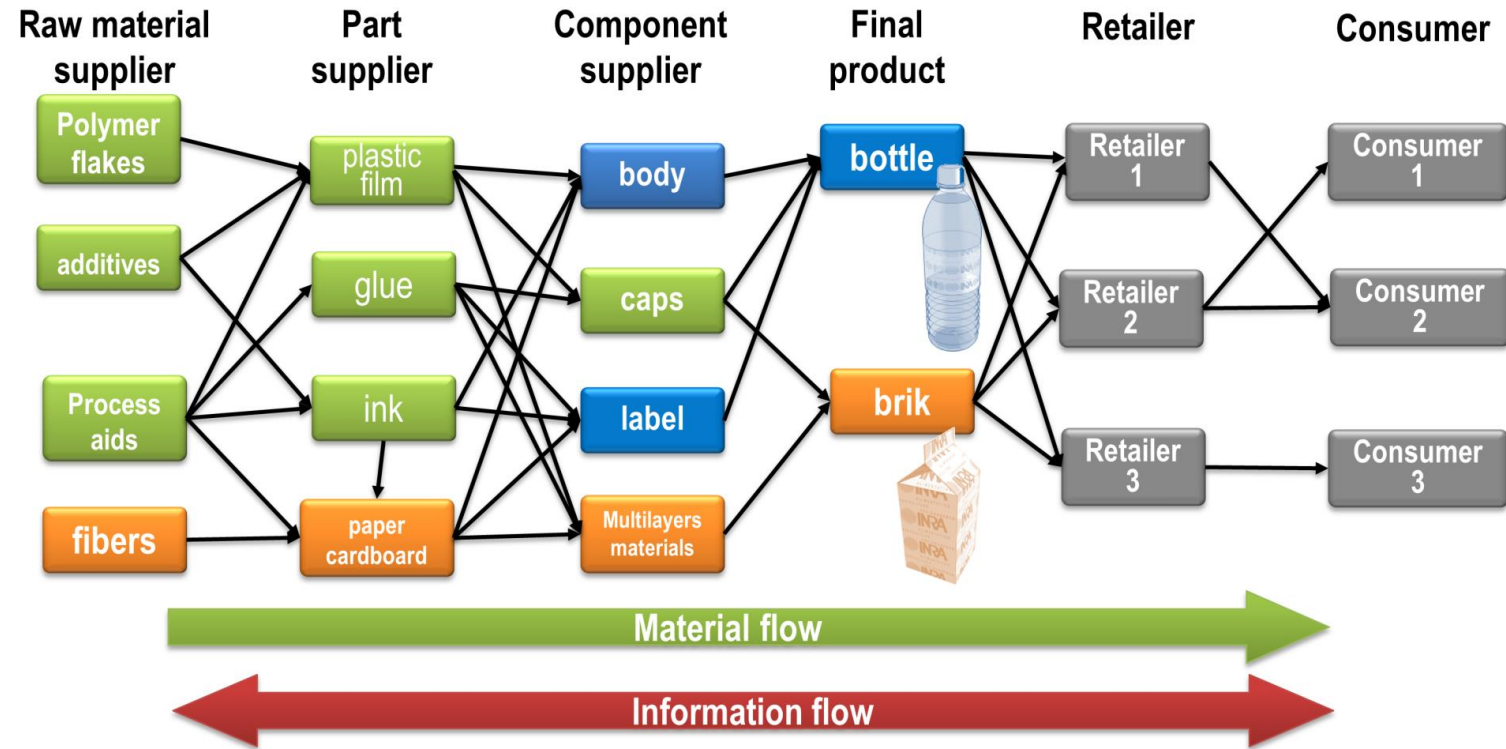 Raw material
supplier
Part
supplier
Component
supplier
Final
product
Retailer
Consumer
Polymer
flakes
additives
Process
aids
fibers
plastic
film
glue
ink
paper
cardboard
body
caps
label
Multilayers
materials
bottle
brik
INRA
Retailer
1
Retailer
2
Retailer
3
Consumer
1
Consumer
2
Consumer
3
Material flow
Information flow